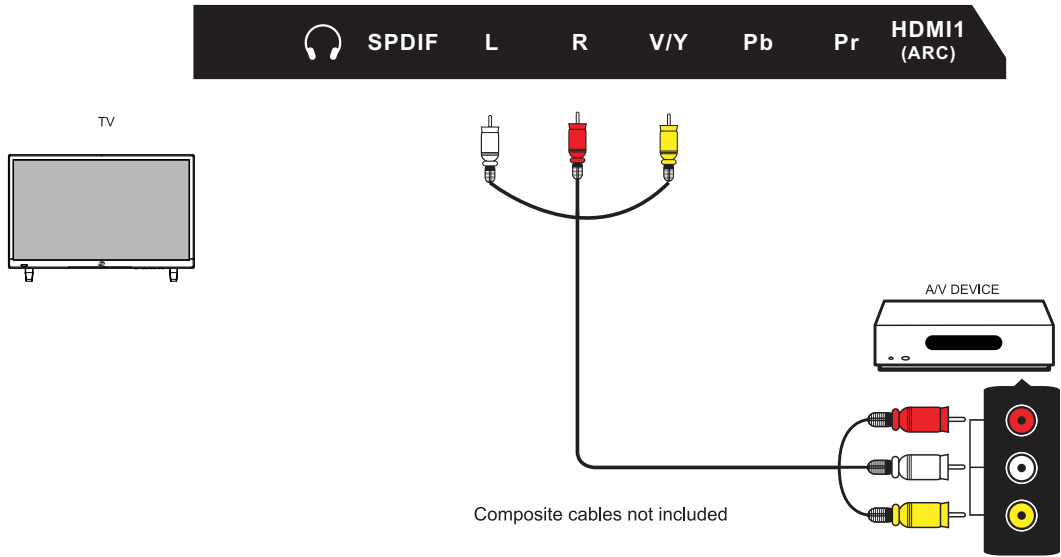 SPDIF L R V/Y Pb Pr HDMI1
(ARC)
TV
A/V DEVICE
Composite cables not included